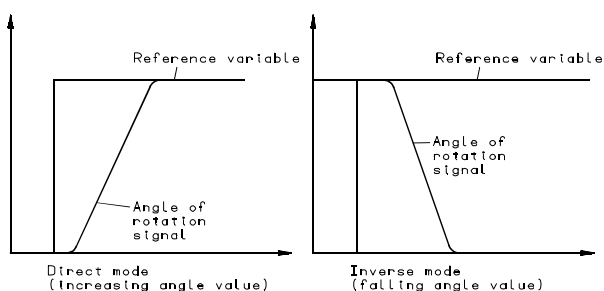 Reference variable
Angle of
rotation
signal
Direct mode
(increasing angle value)
Reference variable
Angle of
rotation
signal
Inverse mode
(falling angle value)